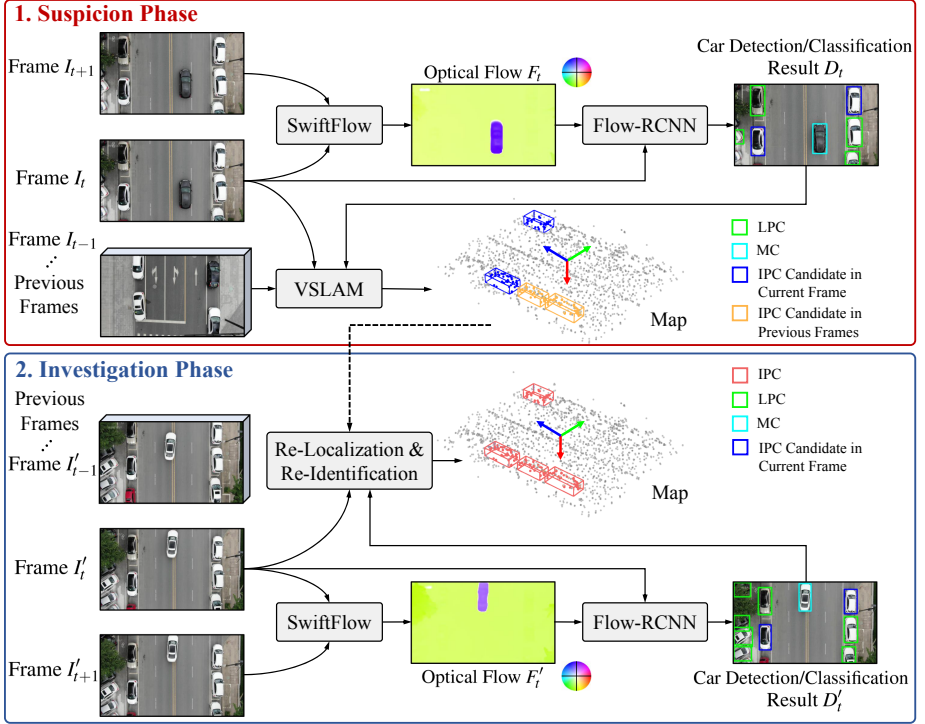 1. Suspicion Phase
Frame I_{t+1}
Frame I_t
Frame I_{t−1}
⋰
Previous
Frames
SwiftFlow
Optical Flow F_t
Flow-RCNN
Car Detection/Classification
Result D_t
VSLAM
Map
LPC
MC
IPC Candidate in
Current Frame
IPC Candidate in
Previous Frames
2. Investigation Phase
Previous
Frames
⋰
Frame I′_{t−1}
Frame I′_t
Frame I′_{t+1}
Re-Localization &
Re-Identification
Map
IPC
LPC
MC
IPC Candidate in
Current Frame
SwiftFlow
Optical Flow F′_t
Flow-RCNN
Car Detection/Classification
Result D′_t